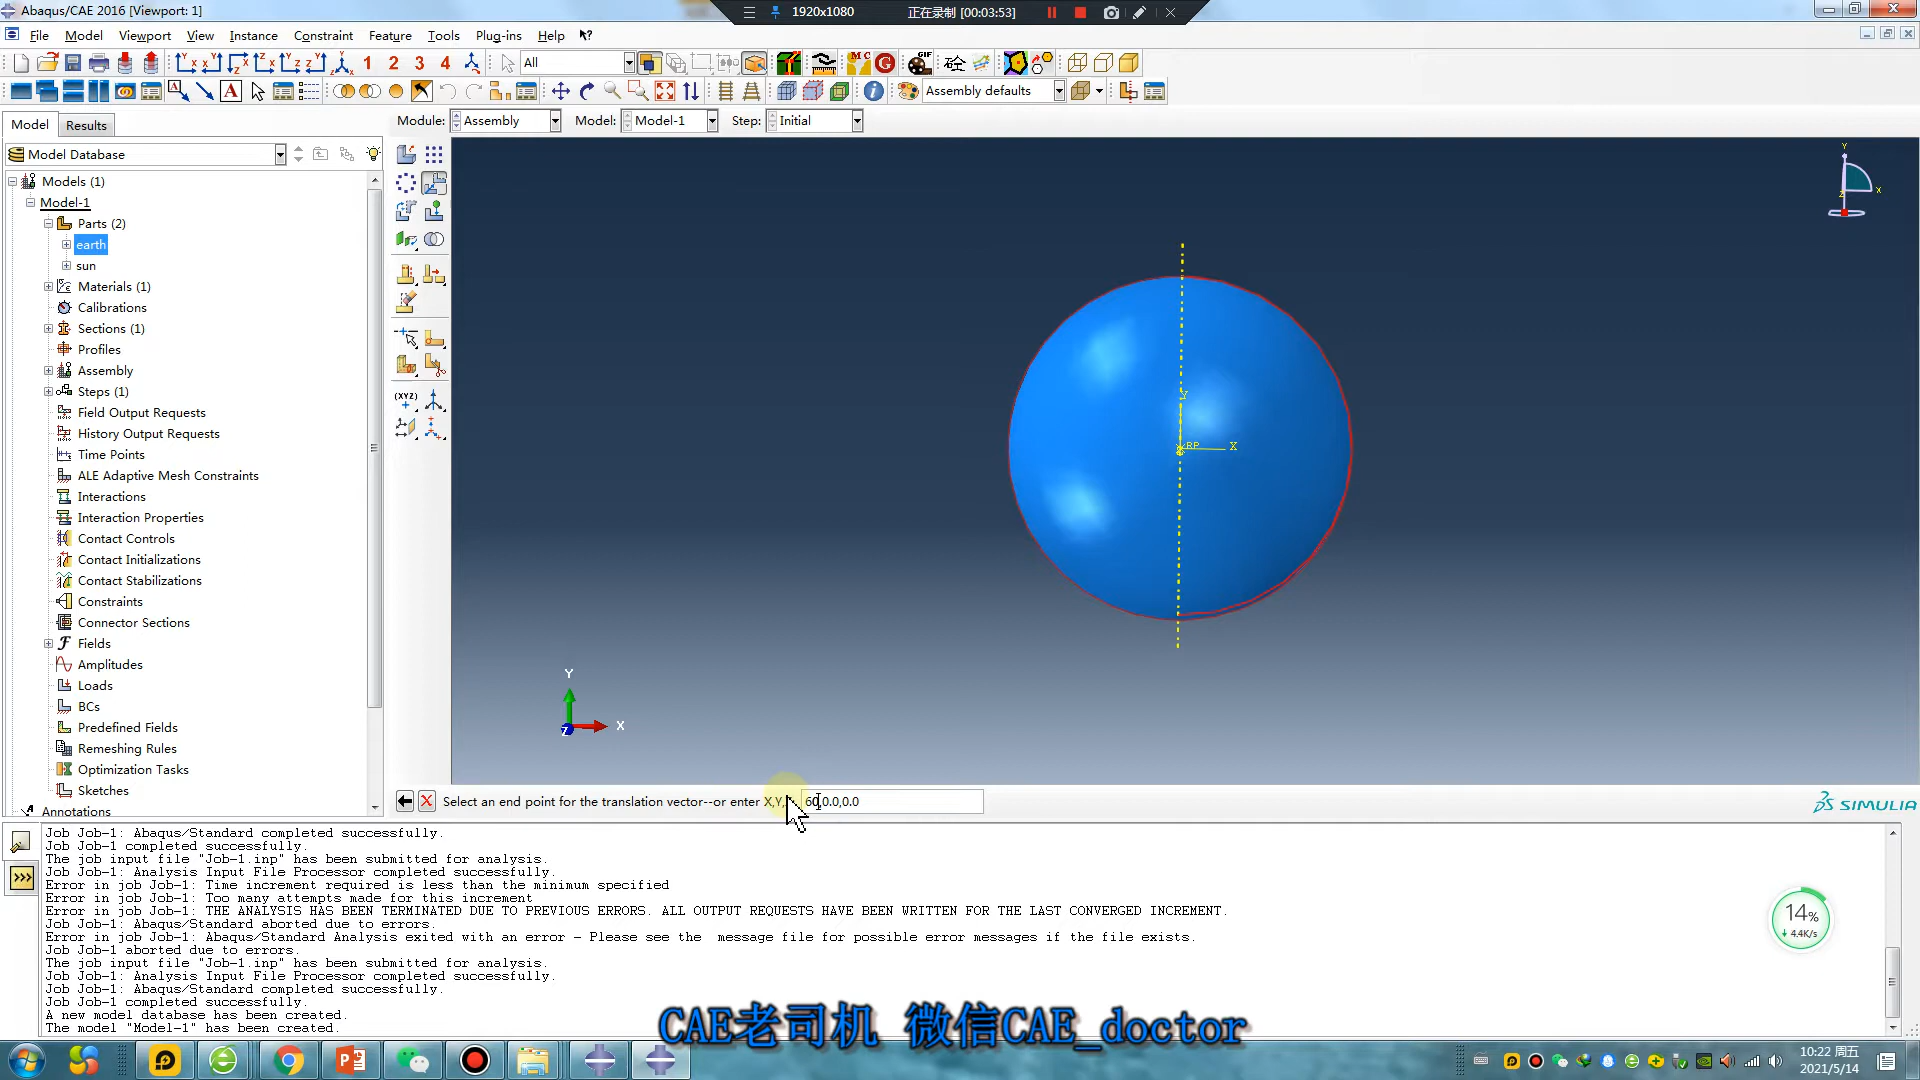 Abaqus/CAE 2016 [Viewport: 1]
1920x1080
正在录制 [00:03:53]
File Model Viewport View Instance Constraint Feature Tools Plug-ins Help
1 2 3 4
All
MC
GIF
砼
Assembly defaults
Model Results
Module: Assembly Model: Model-1 Step: Initial
Model Database
Models (1)
Model-1
Parts (2)
earth
sun
Materials (1)
Calibrations
Sections (1)
Profiles
Assembly
Steps (1)
Field Output Requests
History Output Requests
Time Points
ALE Adaptive Mesh Constraints
Interactions
Interaction Properties
Contact Controls
Contact Initializations
Contact Stabilizations
Constraints
Connector Sections
Fields
Amplitudes
Loads
BCs
Predefined Fields
Remeshing Rules
Optimization Tasks
Sketches
Annotations
(XYZ)
Y
X
Z
Y
RP
X
Y
X
Z
Select an end point for the translation vector--or enter X,Y, 60,0.0,0.0
SIMULIA
Job Job-1: Abaqus/Standard completed successfully.
Job Job-1 completed successfully.
The job input file "Job-1.inp" has been submitted for analysis.
Job Job-1: Analysis Input File Processor completed successfully.
Error in job Job-1: Time increment required is less than the minimum specified
Error in job Job-1: Too many attempts made for this increment
Error in job Job-1: THE ANALYSIS HAS BEEN TERMINATED DUE TO PREVIOUS ERRORS. ALL OUTPUT REQUESTS HAVE BEEN WRITTEN FOR THE LAST CONVERGED INCREMENT.
Job Job-1: Abaqus/Standard aborted due to errors.
Error in job Job-1: Abaqus/Standard Analysis exited with an error - Please see the message file for possible error messages if the file exists.
Job Job-1 aborted due to errors.
The job input file "Job-1.inp" has been submitted for analysis.
Job Job-1: Analysis Input File Processor completed successfully.
Job Job-1: Abaqus/Standard completed successfully.
Job Job-1 completed successfully.
A new model database has been created.
The model "Model-1" has been created.
14%
4.4K/s
CAE老司机 微信CAE_doctor
10:22 周五
2021/5/14